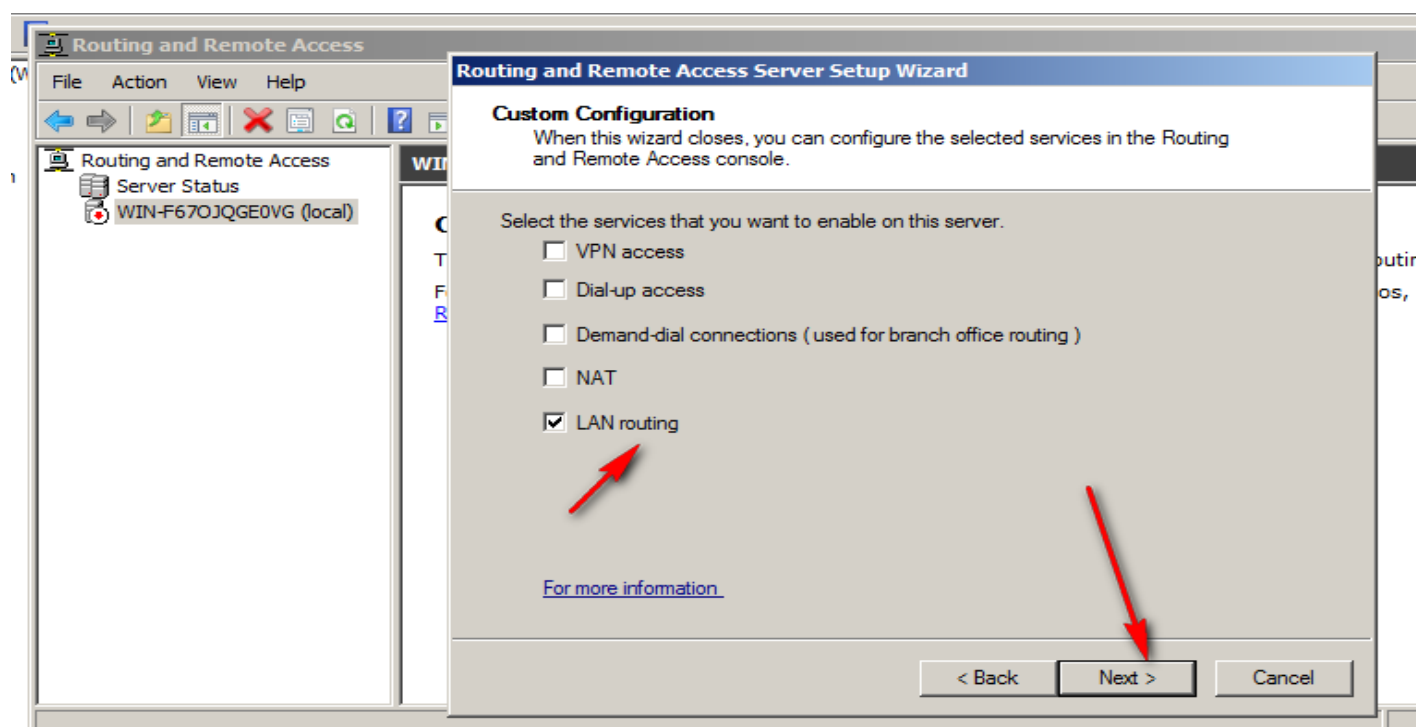 Routing and Remote Access
File Action View Help
Routing and Remote Access
Server Status
WIN-F67OJQGE0VG (local)
Routing and Remote Access Server Setup Wizard
Custom Configuration
When this wizard closes, you can configure the selected services in the Routing
and Remote Access console.
Select the services that you want to enable on this server.
VPN access
Dial-up access
Demand-dial connections ( used for branch office routing )
NAT
LAN routing
For more information
< Back Next > Cancel